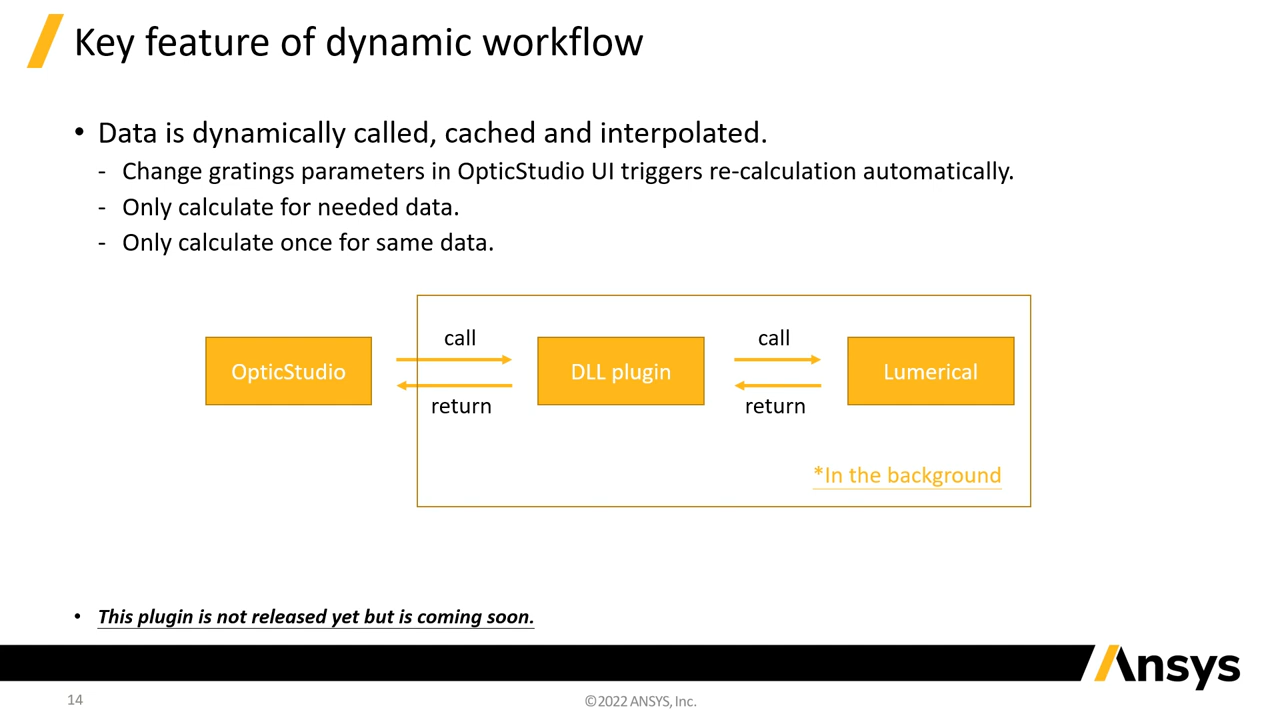 Key feature of dynamic workflow
• Data is dynamically called, cached and interpolated.
- Change gratings parameters in OpticStudio UI triggers re-calculation automatically.
- Only calculate for needed data.
- Only calculate once for same data.
OpticStudio
call
return
DLL plugin
call
return
Lumerical
*In the background
• This plugin is not released yet but is coming soon.
Ansys
14
©2022 ANSYS, Inc.